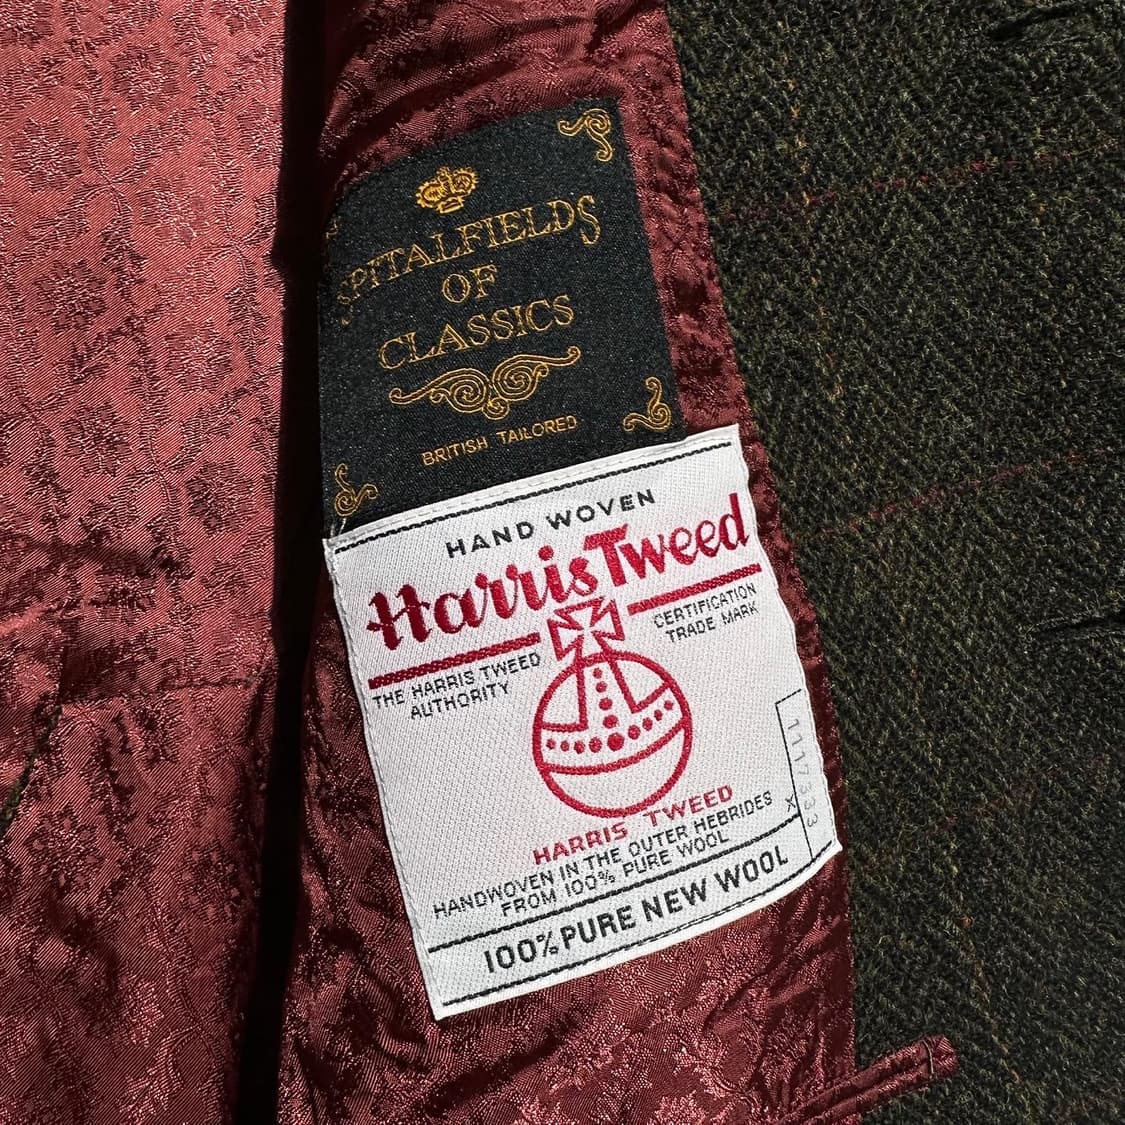 SPITALFIELDS
OF
CLASSICS
BRITISH TAILORED
HAND WOVEN
Harris Tweed
THE HARRIS TWEED
AUTHORITY
CERTIFICATION
TRADE MARK
HARRIS TWEED
HANDWOVEN IN THE OUTER HEBRIDES
FROM 100% PURE WOOL
100% PURE NEW WOOL
X
1117333